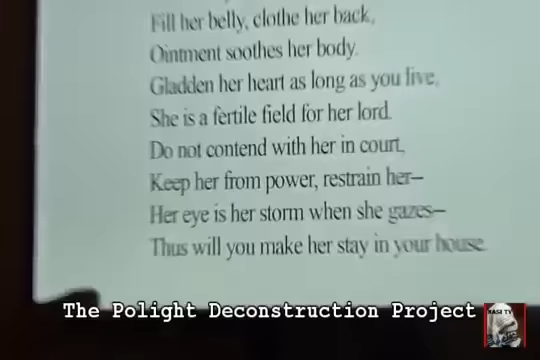 Fill her belly, clothe her back,
Ointment soothes her body.
Gladden her heart as long as you live,
She is a fertile field for her lord.
Do not contend with her in court,
Keep her from power, restrain her—
Her eye is her storm when she gazes—
Thus will you make her stay in your house.
The Polight Deconstruction Project
RASI TV